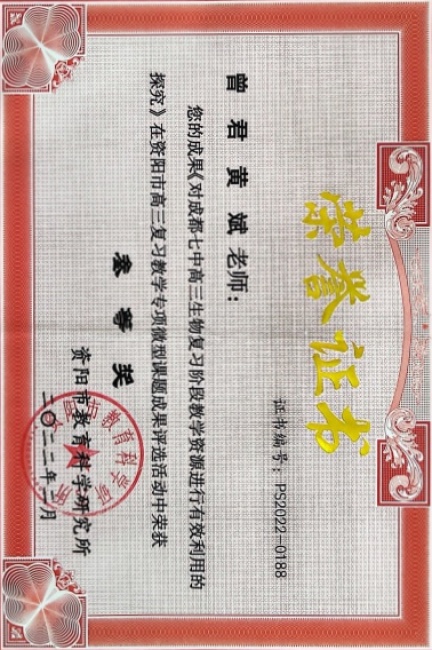 荣誉证书
证书编号：PS2022-0188
曾君 黄斌 老师：
您的成果《对成都七中高三生物复习阶段教学资源进行有效利用的
探究》在资阳市高三复习教学专项微型课题成果评选活动中荣获
叁等奖
资阳市教育科学研究所
二〇二二年二月